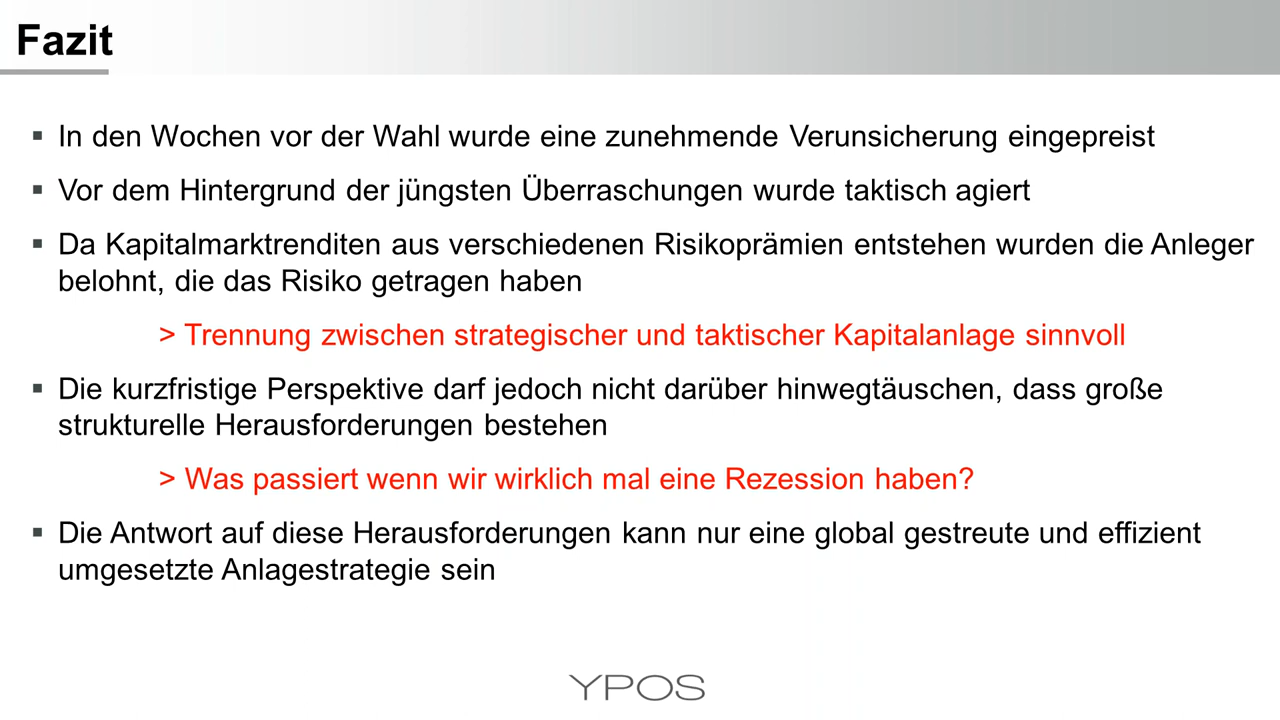 Fazit
▪ In den Wochen vor der Wahl wurde eine zunehmende Verunsicherung eingepreist
▪ Vor dem Hintergrund der jüngsten Überraschungen wurde taktisch agiert
▪ Da Kapitalmarktrenditen aus verschiedenen Risikoprämien entstehen wurden die Anleger
belohnt, die das Risiko getragen haben
> Trennung zwischen strategischer und taktischer Kapitalanlage sinnvoll
▪ Die kurzfristige Perspektive darf jedoch nicht darüber hinwegtäuschen, dass große
strukturelle Herausforderungen bestehen
> Was passiert wenn wir wirklich mal eine Rezession haben?
▪ Die Antwort auf diese Herausforderungen kann nur eine global gestreute und effizient
umgesetzte Anlagestrategie sein
YPOS